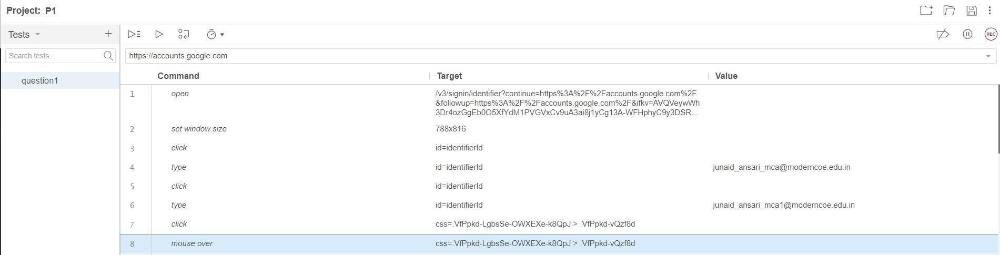 Project: P1
Tests
Search tests...
question1
REC
https://accounts.google.com
Command Target Value
1 open /v3/signin/identifier?continue=https%3A%2F%2Faccounts.google.com%2F
&followup=https%3A%2F%2Faccounts.google.com%2F&ifkv=AVQVeywWh
3Dr4ozGgEb0O5XfYdM1PVGVxCv9uA3ai8j1yCg13A-WFHphyC9y3DSR...
2 set window size 788x816
3 click id=identifierId
4 type id=identifierId junaid_ansari_mca@moderncoe.edu.in
5 click id=identifierId
6 type id=identifierId junaid_ansari_mca1@moderncoe.edu.in
7 click css=.VfPpkd-LgbsSe-OWXEXe-k8QpJ > .VfPpkd-vQzf8d
8 mouse over css=.VfPpkd-LgbsSe-OWXEXe-k8QpJ > .VfPpkd-vQzf8d